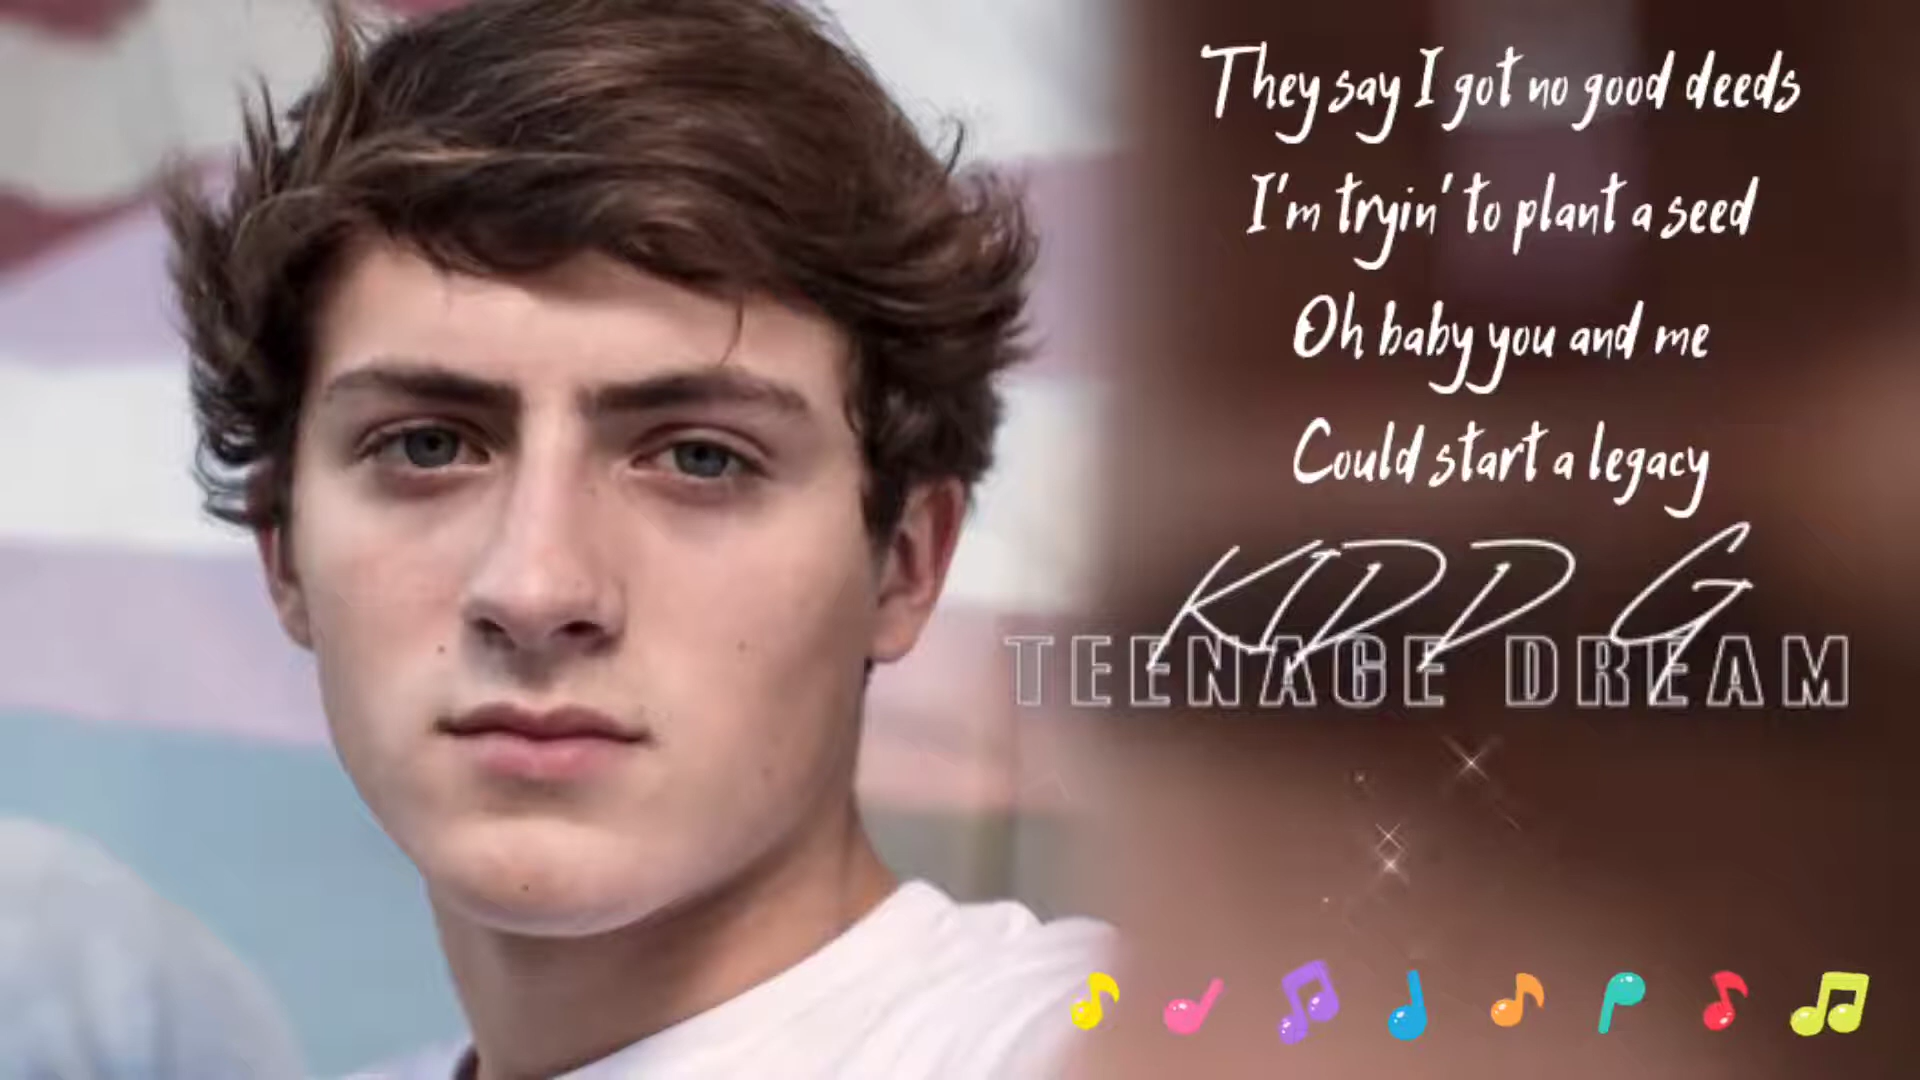 They say I got no good deeds
I'm tryin' to plant a seed
Oh baby you and me
Could start a legacy
KIDD G
TEENAGE DREAM